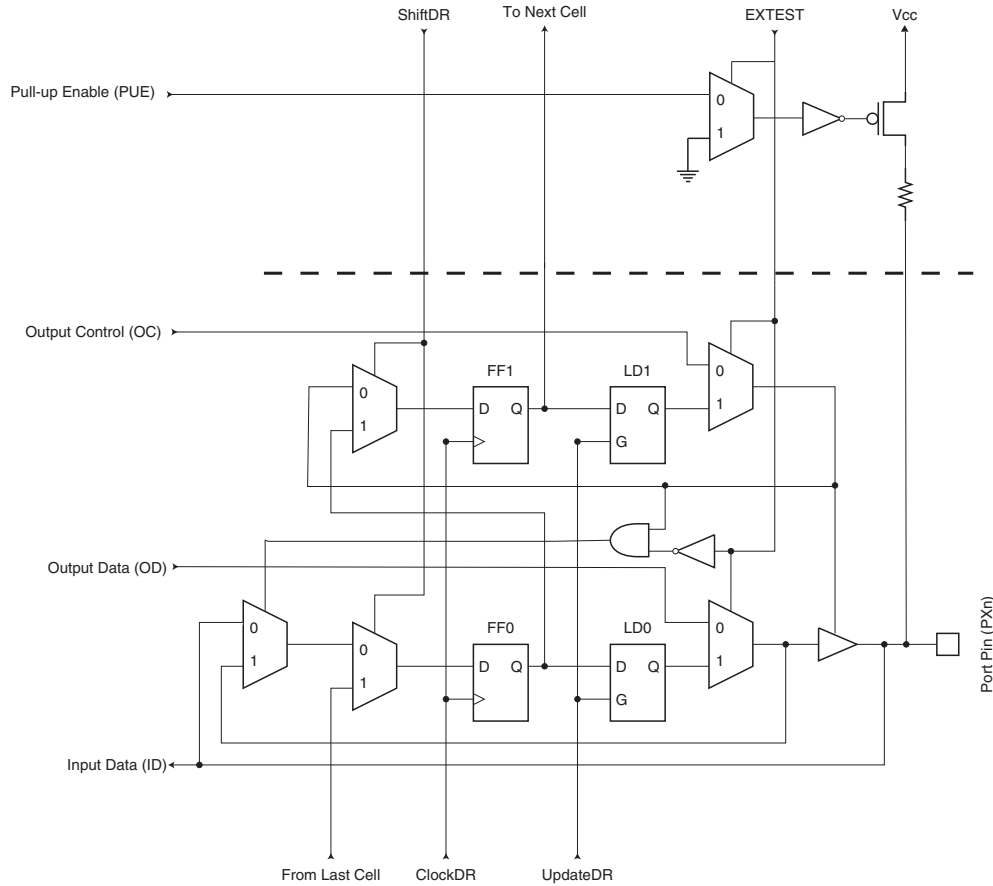 ShiftDR
To Next Cell
EXTEST
Vcc
Pull-up Enable (PUE)
0
1
Output Control (OC)
FF1
LD1
0
1
D Q
D Q
0
1
G
Output Data (OD)
0
1
0
1
FF0
LD0
D Q
D Q
0
1
G
Port Pin (PXn)
Input Data (ID)
From Last Cell
ClockDR
UpdateDR